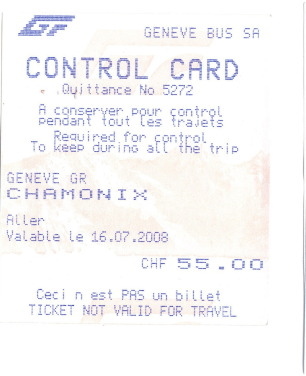 GENEVE BUS SA
CONTROL CARD
Quittance No 5272
A conserver pour control
pendant tout les trajets
Required for control
To keep during all the trip
GENEVE GR
CHAMONIX
Aller
Valable le 16.07.2008
CHF 55.00
Ceci n est PAS un billet
TICKET NOT VALID FOR TRAVEL